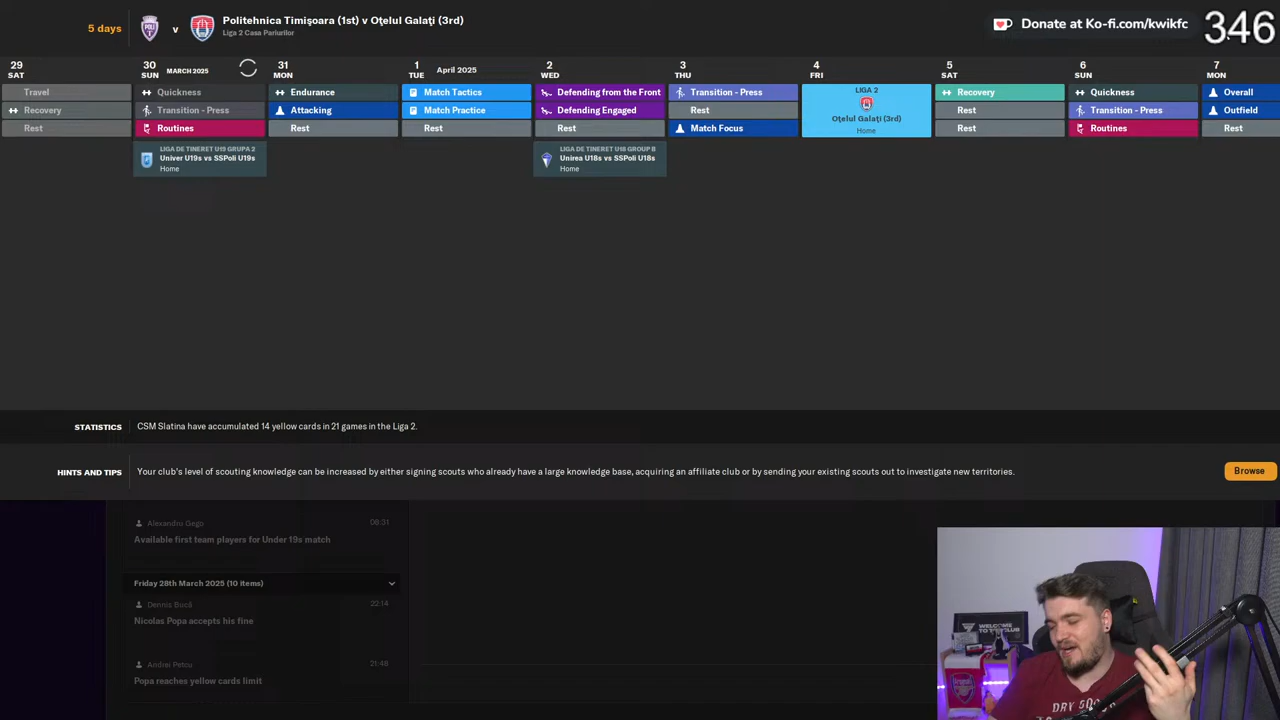 5 days
v
Politehnica Timişoara (1st) v Oţelul Galaţi (3rd)
Liga 2 Casa Pariurilor
Donate at Ko-fi.com/kwikfc
346
29
SAT
Travel
Recovery
Rest
30
SUN
MARCH 2025
Quickness
Transition - Press
Routines
LIGA DE TINERET U19 GRUPA 2
Univer U19s vs SSPoli U19s
Home
31
MON
Endurance
Attacking
Rest
1
TUE
April 2025
Match Tactics
Match Practice
Rest
2
WED
Defending from the Front
Defending Engaged
Rest
LIGA DE TINERET U18 GROUP B
Unirea U18s vs SSPoli U18s
Home
3
THU
Transition - Press
Rest
Match Focus
4
FRI
LIGA 2
Oţelul Galaţi (3rd)
Home
5
SAT
Recovery
Rest
Rest
6
SUN
Quickness
Transition - Press
Routines
7
MON
Overall
Outfield
Rest
STATISTICS
CSM Slatina have accumulated 14 yellow cards in 21 games in the Liga 2.
HINTS AND TIPS
Your club's level of scouting knowledge can be increased by either signing scouts who already have a large knowledge base, acquiring an affiliate club or by sending your existing scouts out to investigate new territories.
Browse
Alexandru Gego
08:31
Available first team players for Under 19s match
Friday 28th March 2025 (10 items)
Dennis Bucă
22:14
Nicolas Popa accepts his fine
Andrei Petcu
21:48
Popa reaches yellow cards limit
WELCOME
TO THE CLUB
DRY